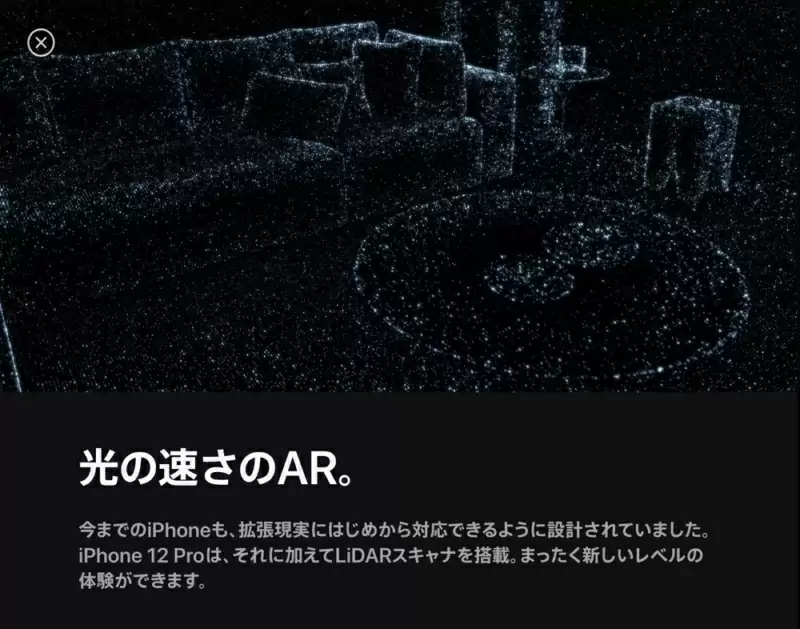 光の速さのAR。
今までのiPhoneも、拡張現実にはじめから対応できるように設計されていました。
iPhone 12 Proは、それに加えてLiDARスキャナを搭載。まったく新しいレベルの
体験ができます。